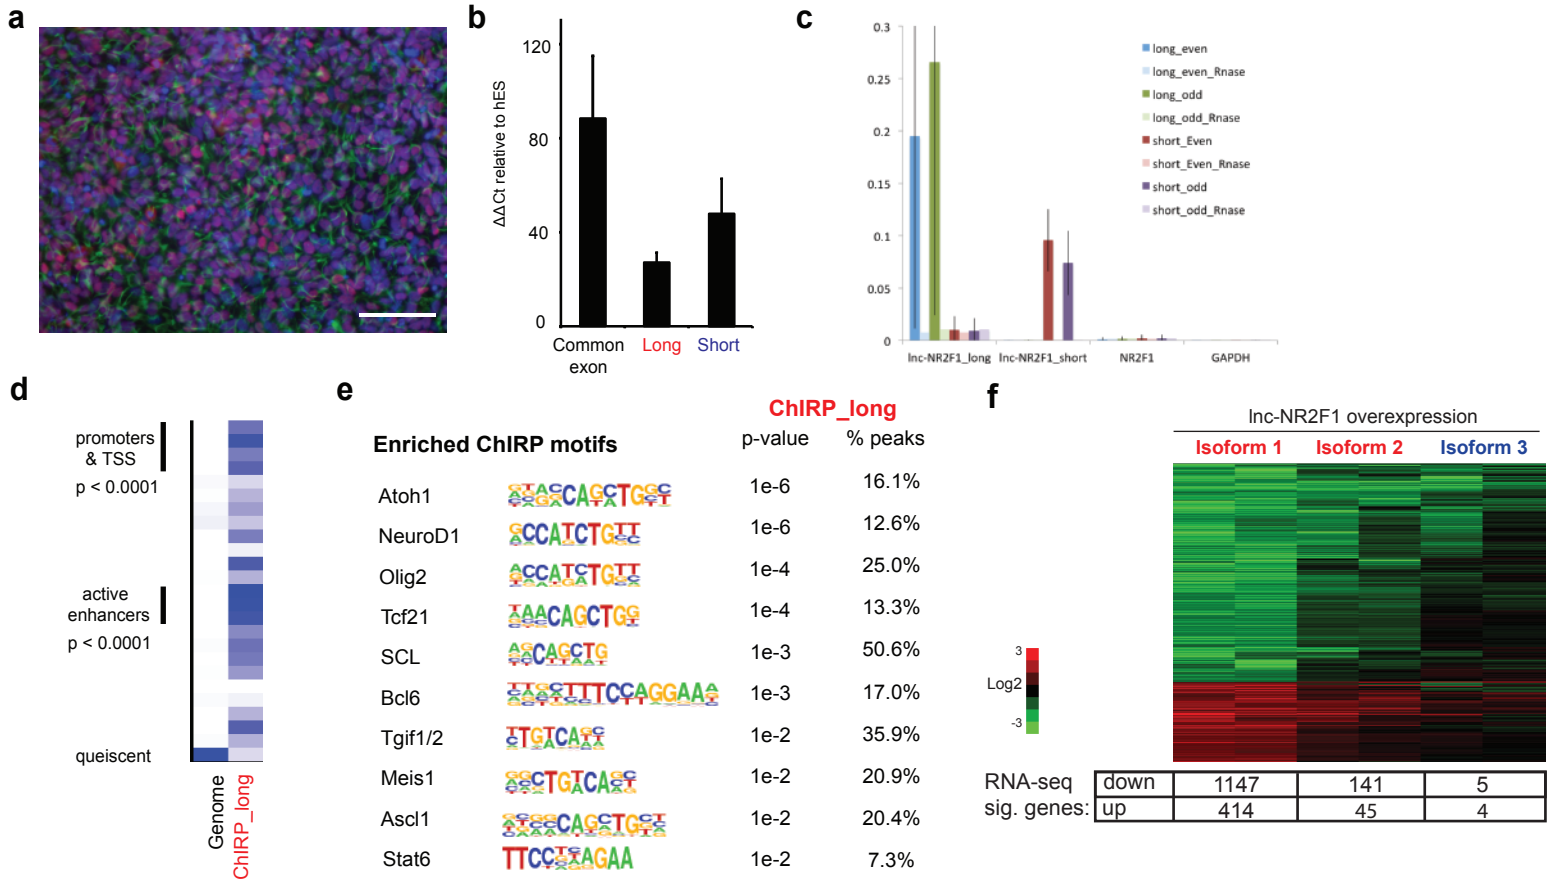 a
b
ΔΔCt relative to hES
120
80
40
0
Common exon
Long
Short
c
0.3
0.25
0.2
0.15
0.1
0.05
0
long_even
long_even_Rnase
long_odd
long_odd_Rnase
short_Even
short_Even_Rnase
short_odd
short_odd_Rnase
lnc-NR2F1_long
lnc-NR2F1_short
NR2F1
GAPDH
d
promoters
& TSS
p < 0.0001
active
enhancers
p < 0.0001
queiscent
Genome
ChIRP_long
e
ChIRP_long
Enriched ChIRP motifs
p-value
% peaks
Atoh1 1e-6 16.1%
NeuroD1 1e-6 12.6%
Olig2 1e-4 25.0%
Tcf21 1e-4 13.3%
SCL 1e-3 50.6%
Bcl6 1e-3 17.0%
Tgif1/2 1e-2 35.9%
Meis1 1e-2 20.9%
Ascl1 1e-2 20.4%
Stat6 1e-2 7.3%
f
lnc-NR2F1 overexpression
Isoform 1 Isoform 2 Isoform 3
3
Log2
-3
RNA-seq
sig. genes:
down 1147 141 5
up 414 45 4